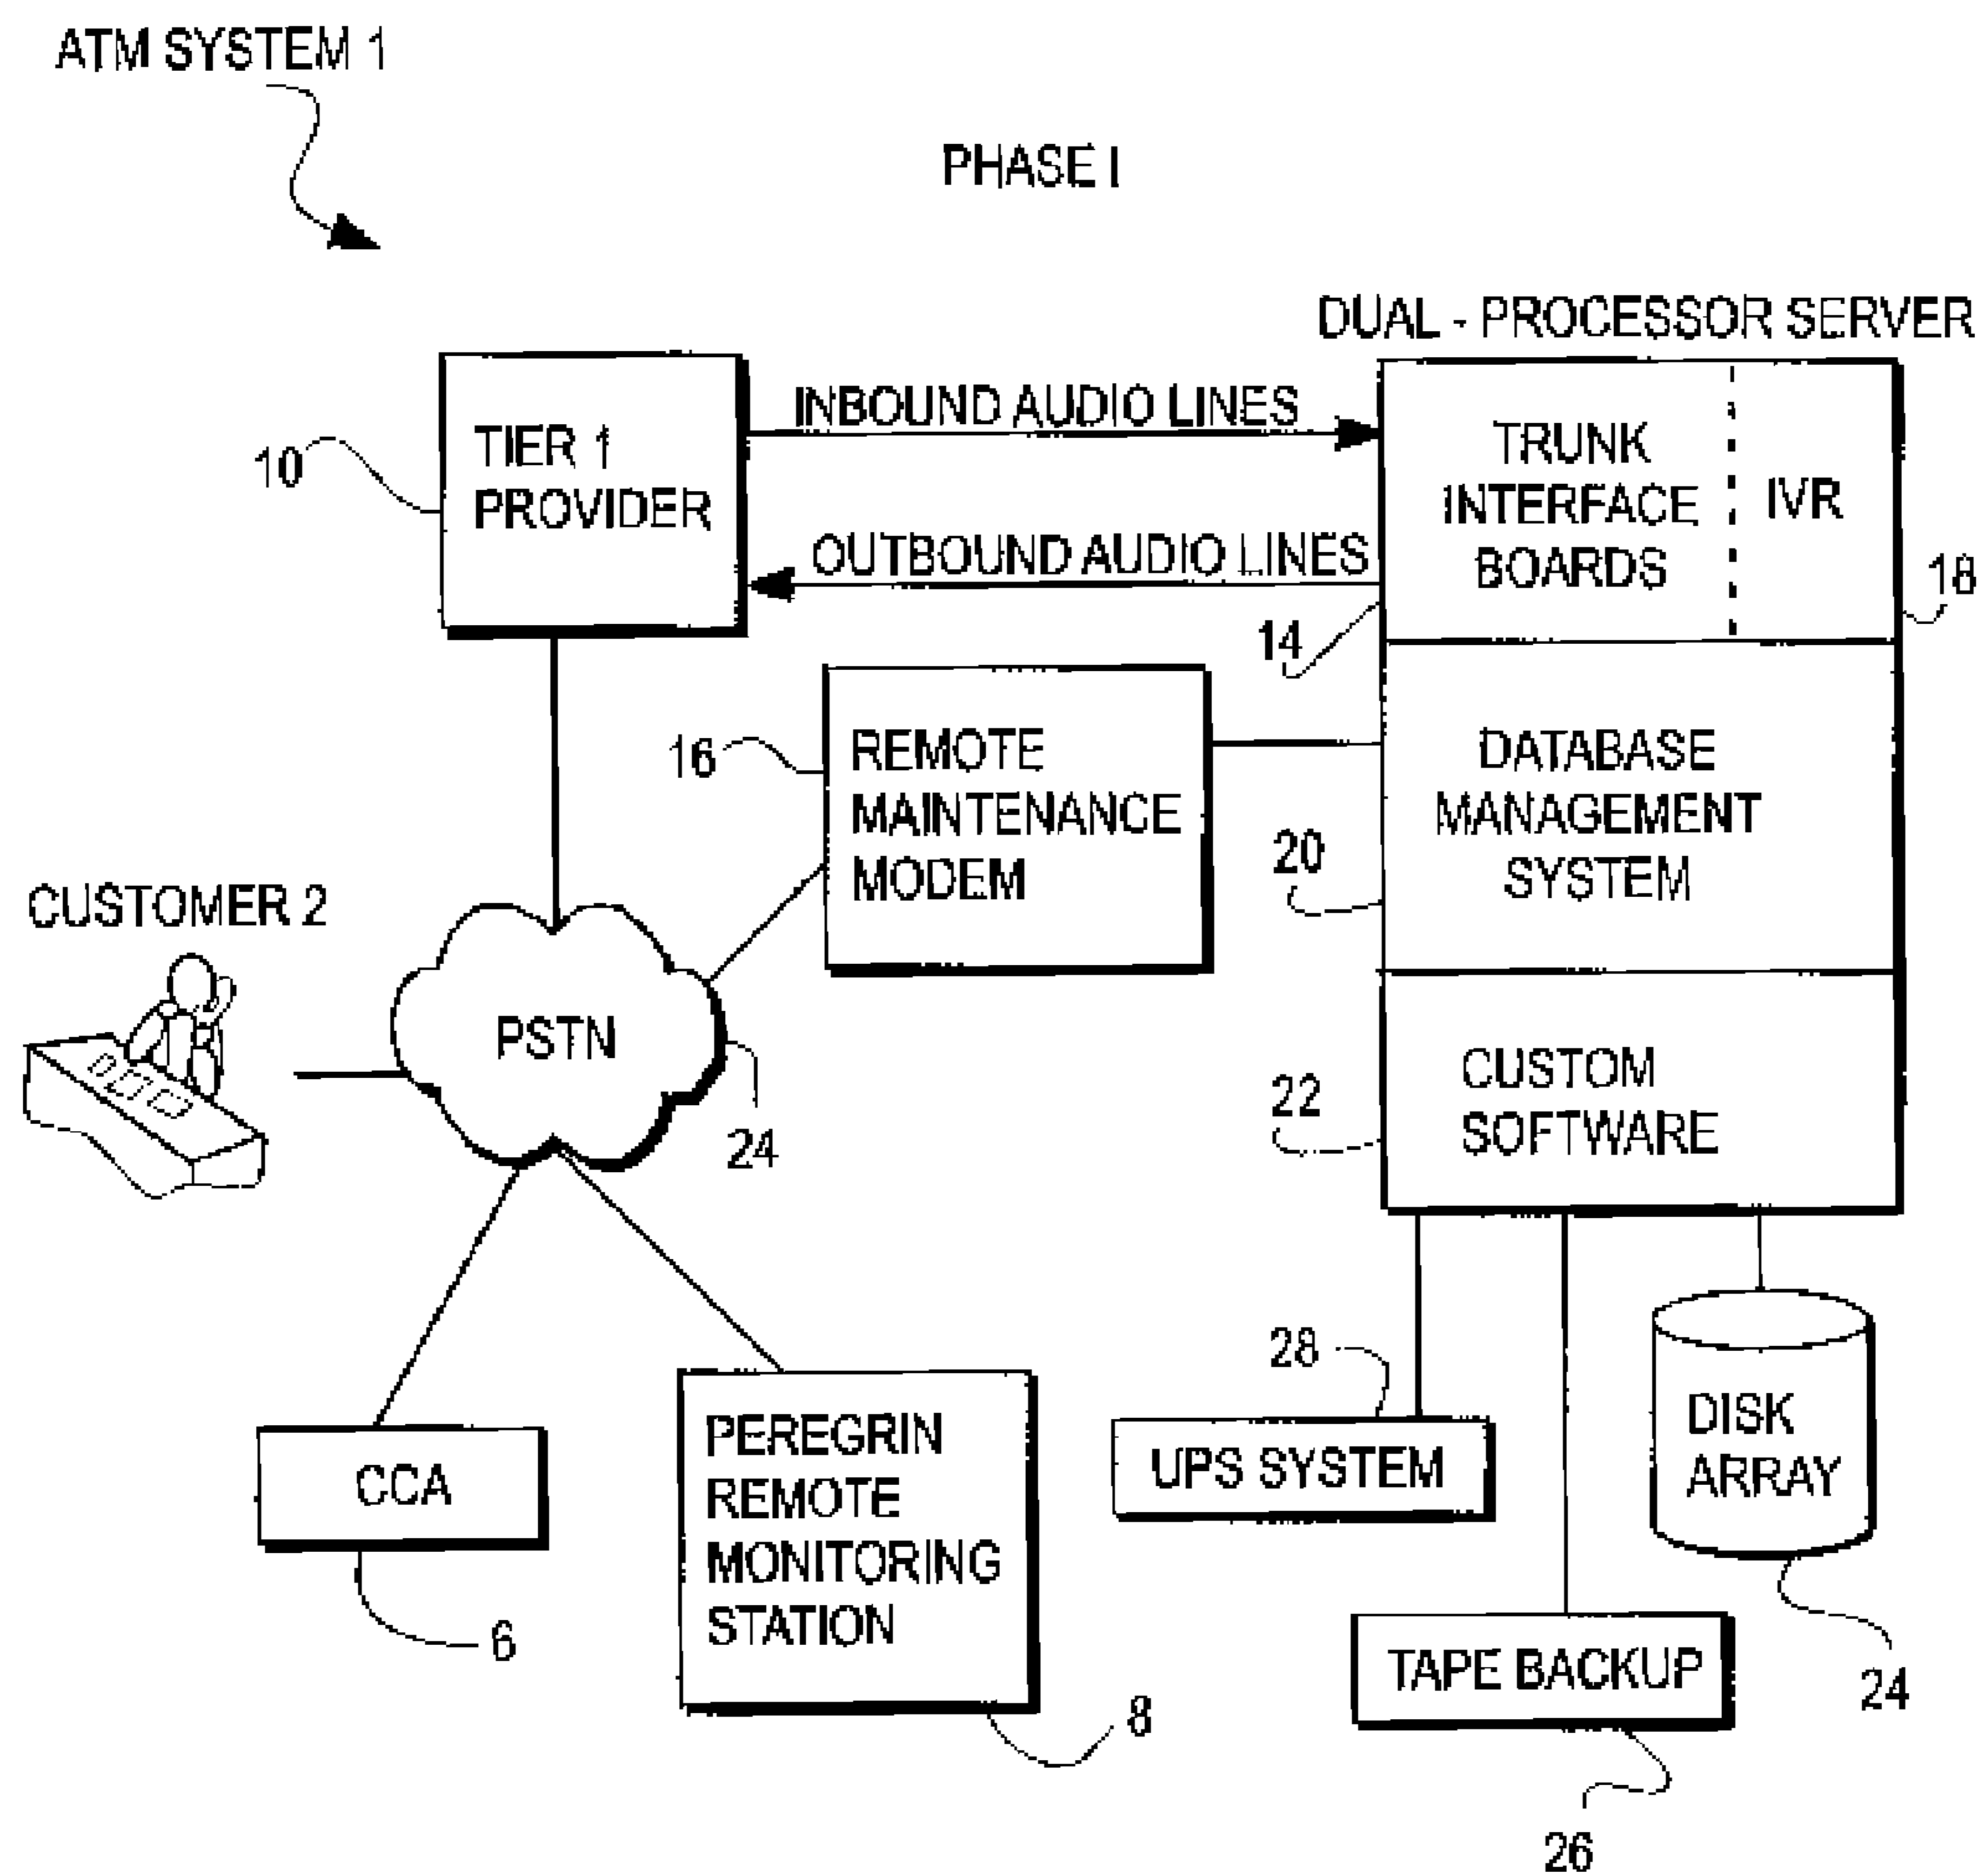 ATM SYSTEM 1
PHASE I
DUAL - PROCESSOR SERVER
TIER 1
PROVIDER
10
INBOUND AUDIO LINES
OUTBOUND AUDIO LINES
TRUNK
INTERFACE
BOARDS
IVR
18
14
REMOTE
MAINTENANCE
MODEM
16
DATABASE
MANAGEMENT
SYSTEM
20
CUSTOMER 2
PSTN
24
CUSTOM
SOFTWARE
22
CCA
6
PEREGRIN
REMOTE
MONITORING
STATION
8
28
UPS SYSTEM
DISK
ARRAY
24
TAPE BACKUP
26